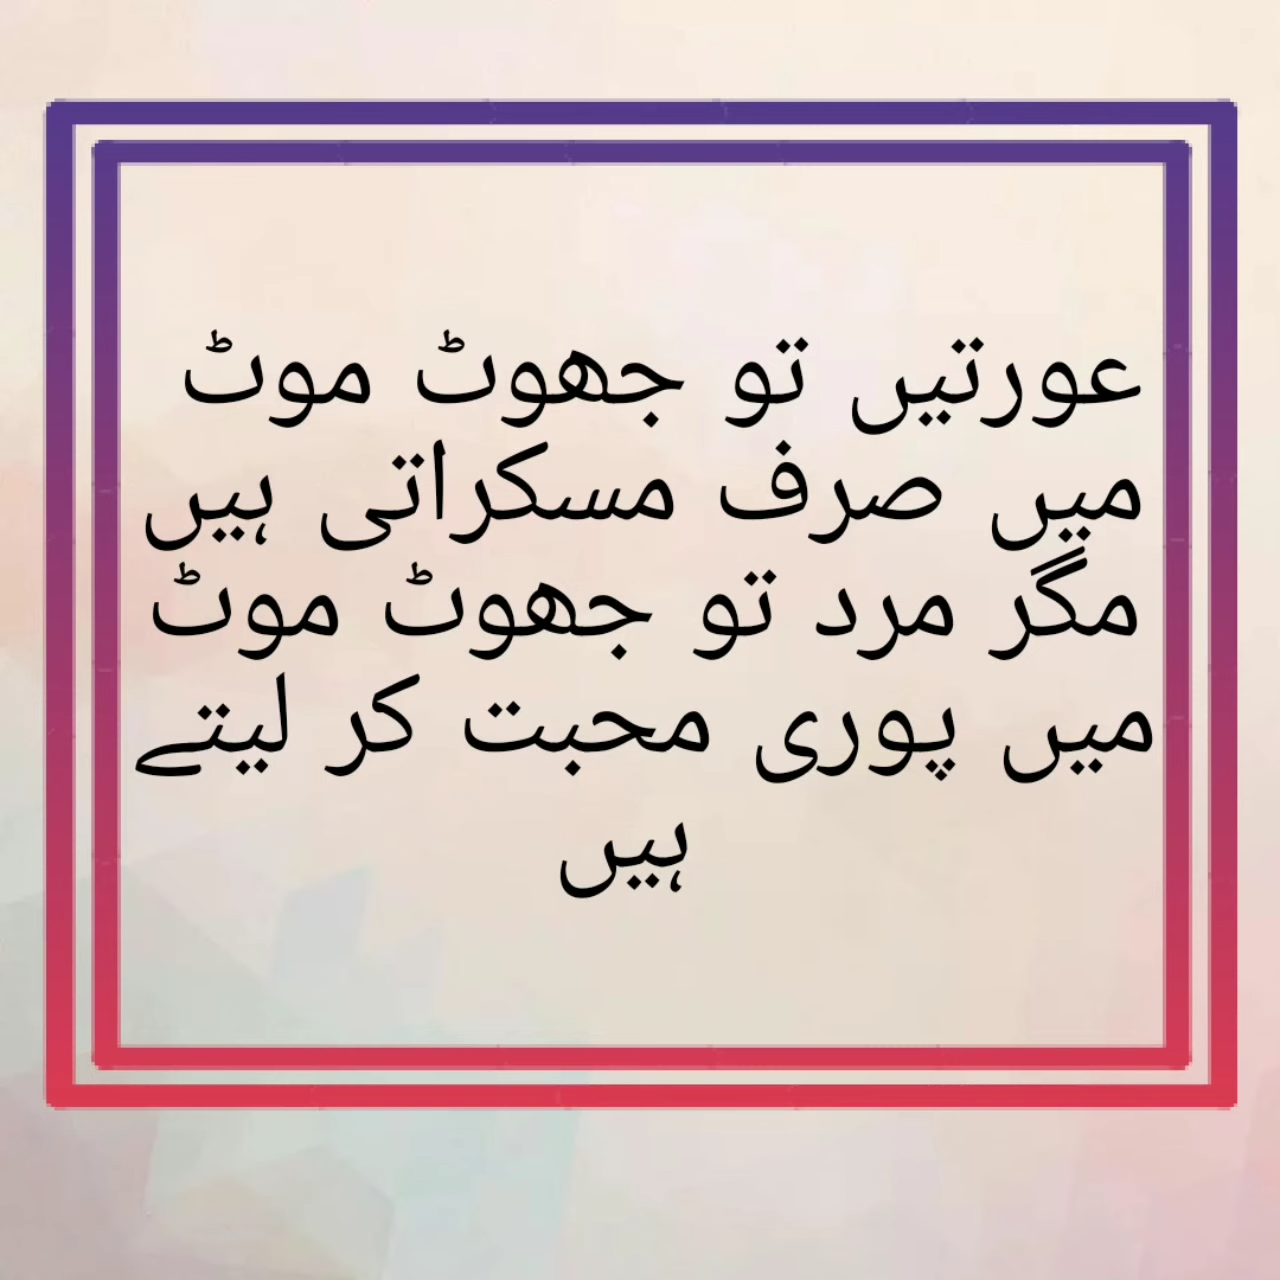 عورتیں تو جھوٹ موٹ
میں صرف مسکراتی ہیں
مگر مرد تو جھوٹ موٹ
میں پوری محبت کر لیتے
ہیں